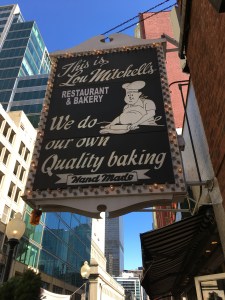 This is
Lou Mitchell's
RESTAURANT
& BAKERY
We do
our own
Quality baking
Hand Made